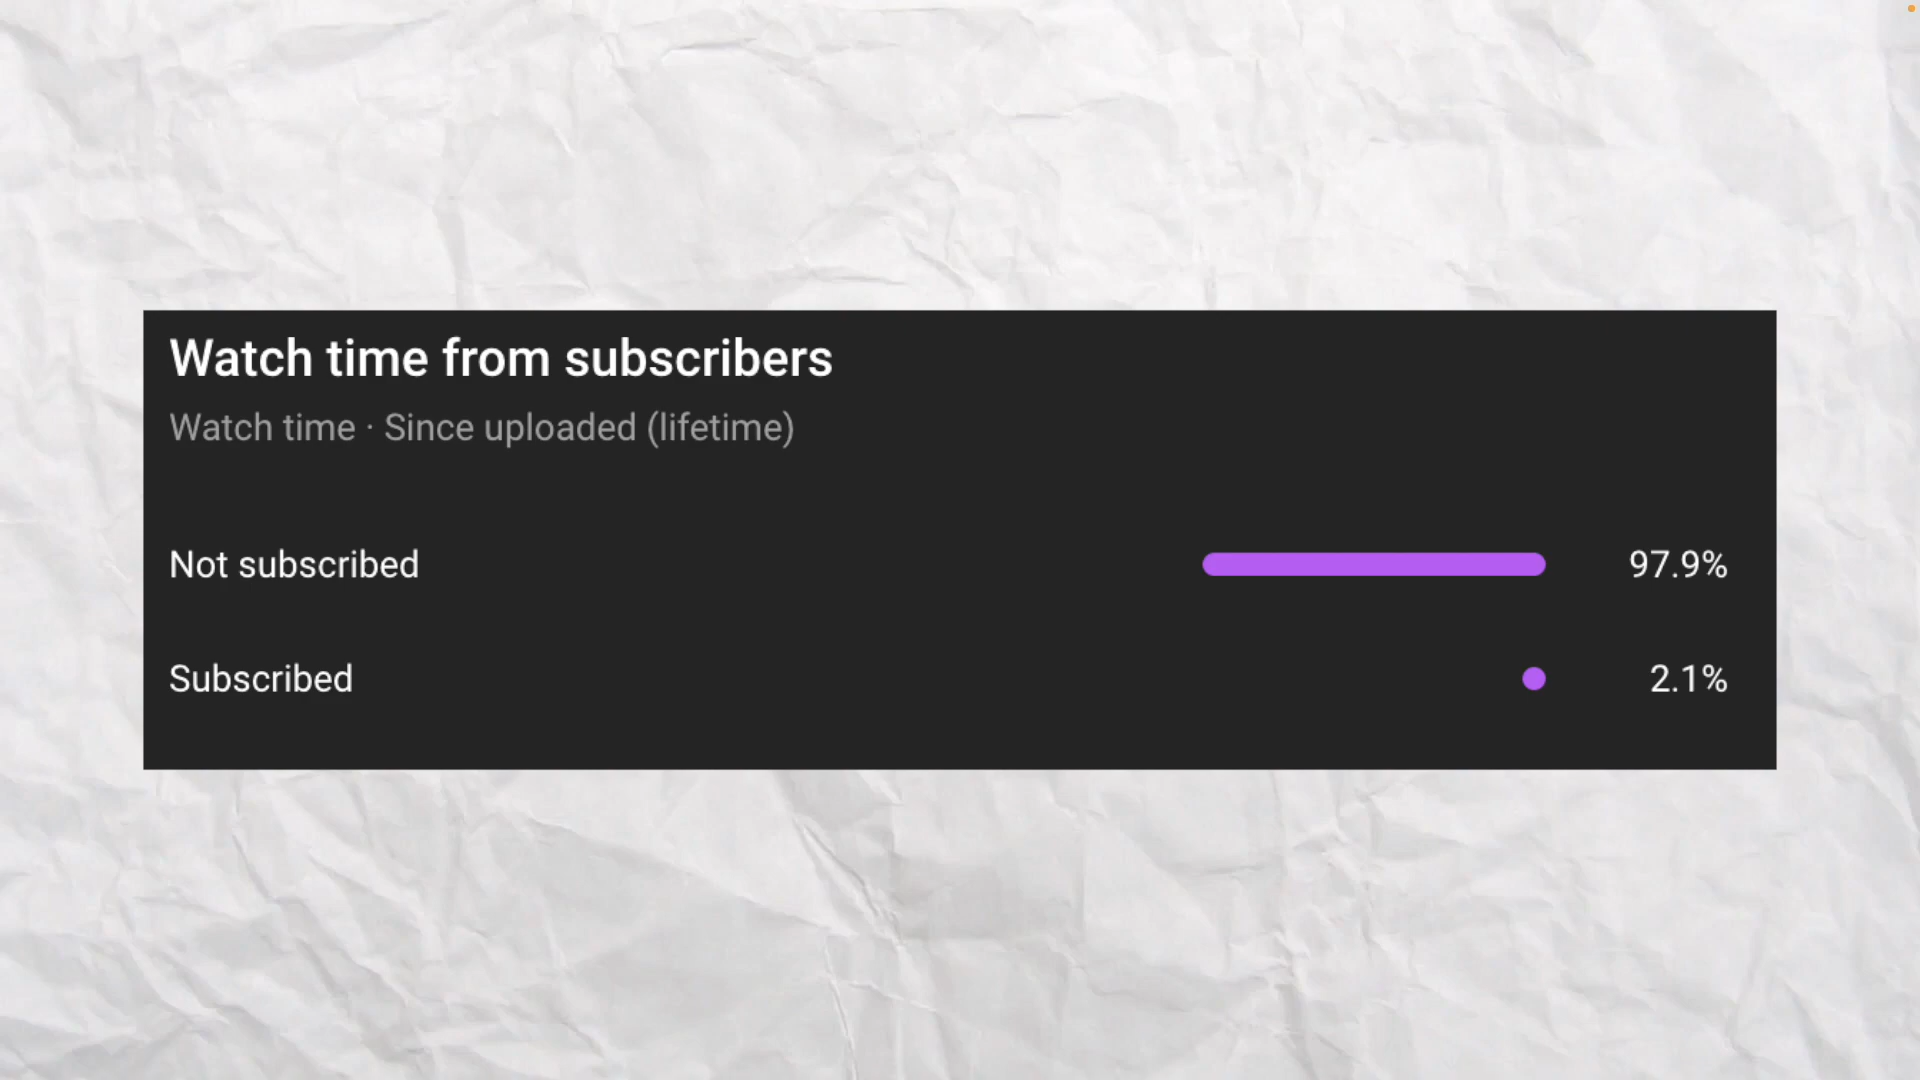 Watch time from subscribers
Watch time · Since uploaded (lifetime)
Not subscribed 97.9%
Subscribed 2.1%